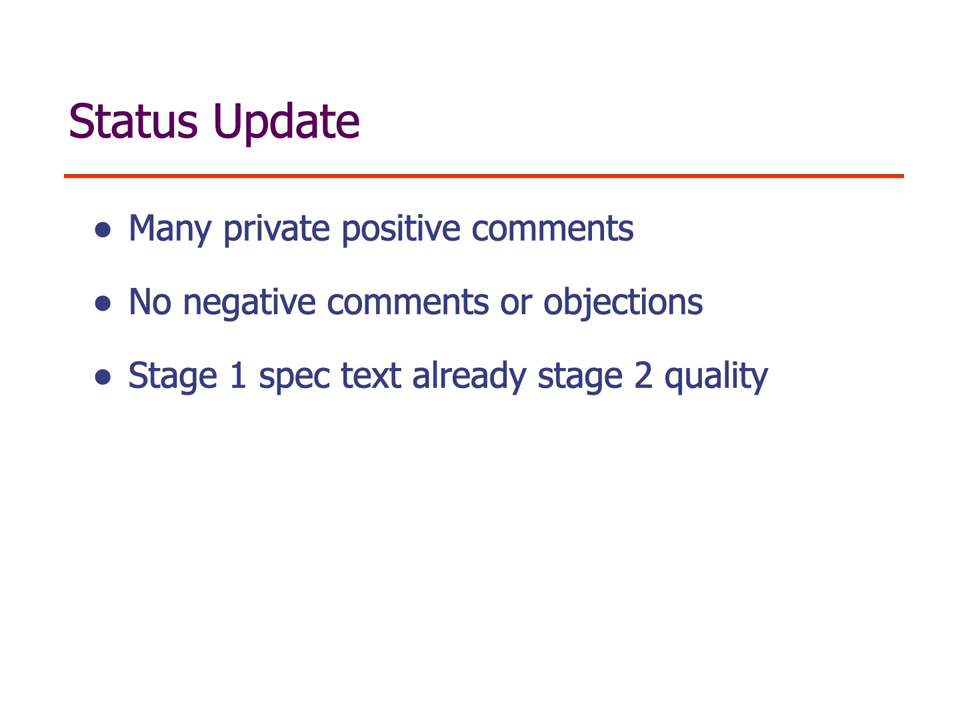 Status Update
● Many private positive comments
● No negative comments or objections
● Stage 1 spec text already stage 2 quality